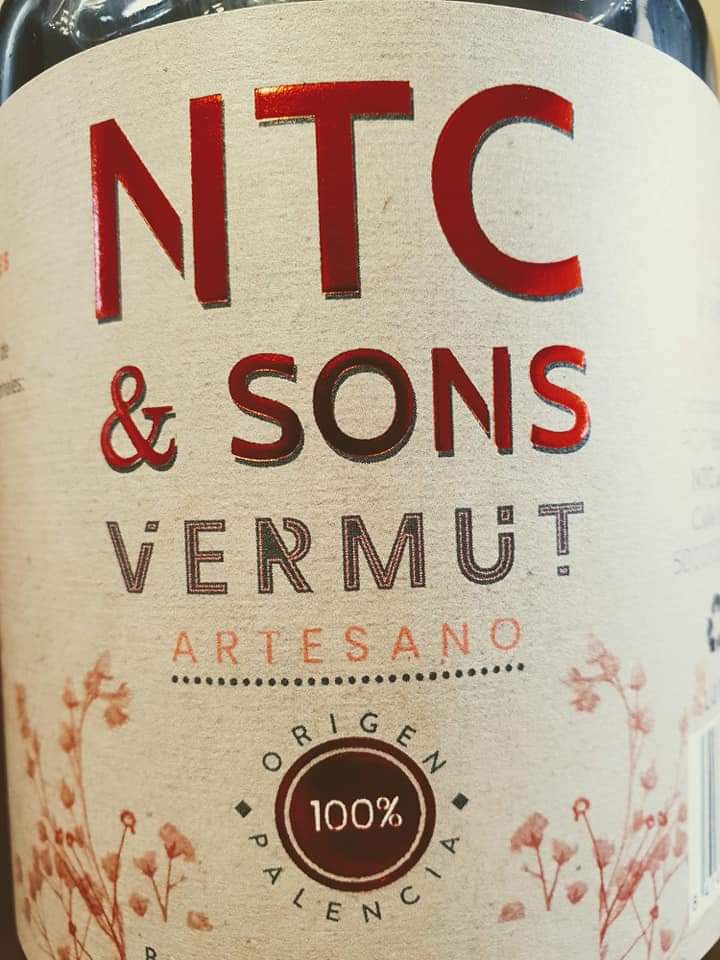 NTC
& SONS
VERMUT
ARTESANO
ORIGEN
100%
PALENCIA